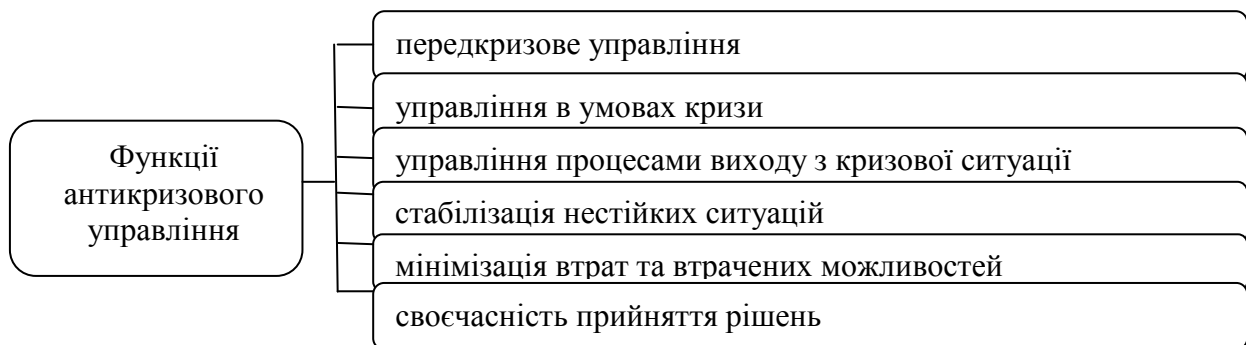 Функції
антикризового
управління
передкризове управління
управління в умовах кризи
управління процесами виходу з кризової ситуації
стабілізація нестійких ситуацій
мінімізація втрат та втрачених можливостей
своєчасність прийняття рішень